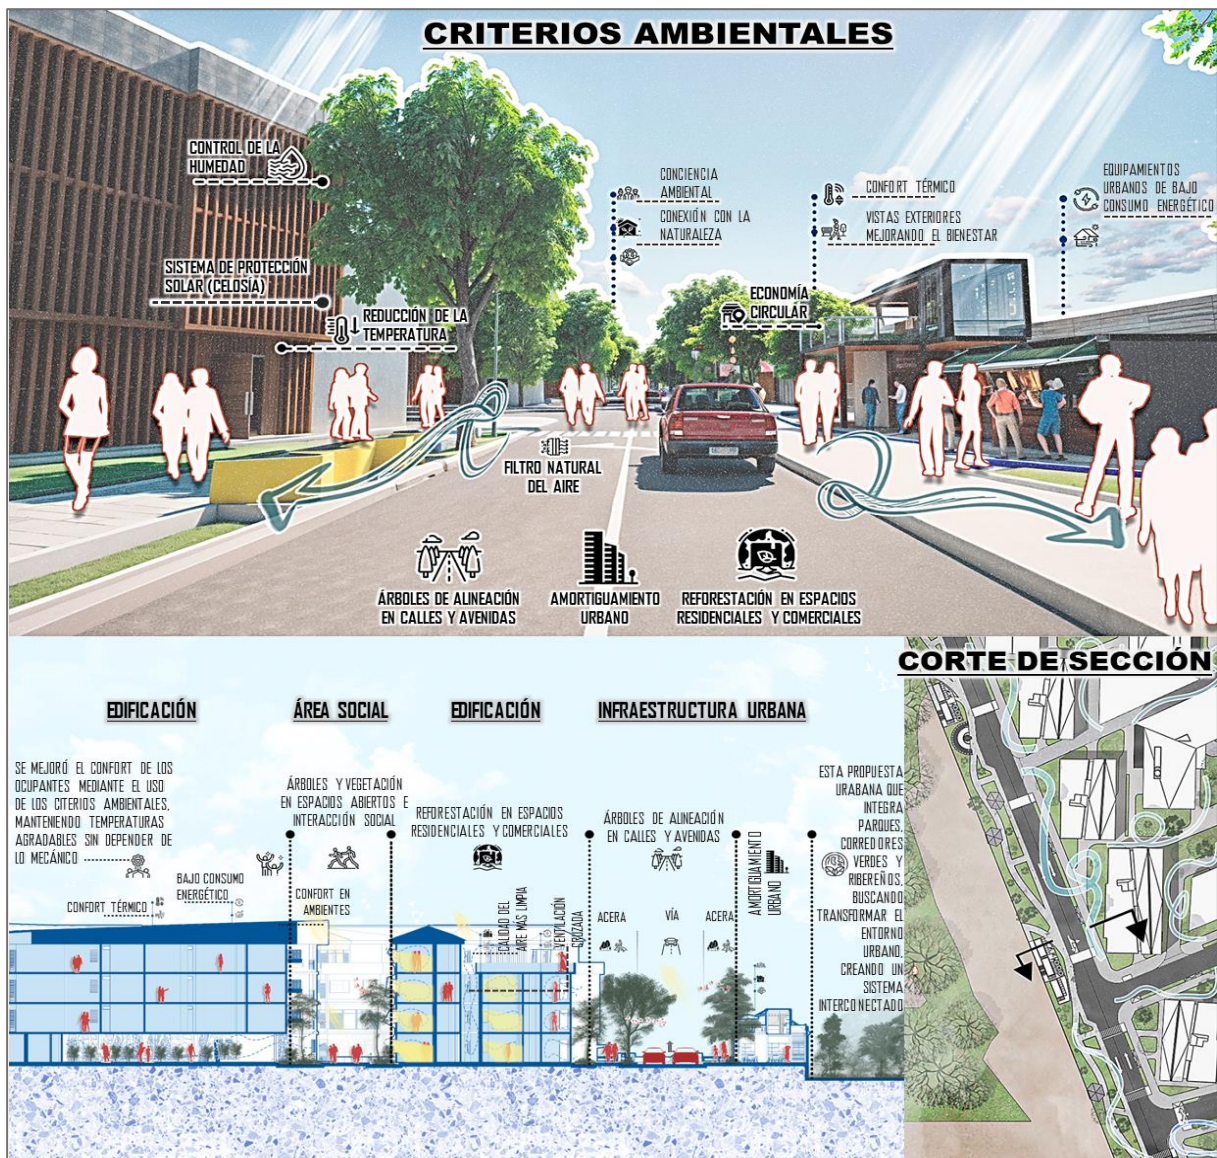 CRITERIOS AMBIENTALES
CONTROL DE LA
HUMEDAD
SISTEMA DE PROTECCIÓN
SOLAR (CELOSÍA)
REDUCCIÓN DE LA
TEMPERATURA
CONCIENCIA
AMBIENTAL
CONEXIÓN CON LA
NATURALEZA
CONFORT TÉRMICO
VISTAS EXTERIORES
MEJORANDO EL BIENESTAR
EQUIPAMIENTOS
URBANOS DE BAJO
CONSUMO ENERGÉTICO
ECONOMÍA
CIRCULAR
FILTRO NATURAL
DEL AIRE
ÁRBOLES DE ALINEACIÓN
EN CALLES Y AVENIDAS
AMORTIGUAMIENTO
URBANO
REFORESTACIÓN EN ESPACIOS
RESIDENCIALES Y COMERCIALES
CORTE DE SECCIÓN
EDIFICACIÓN
SE MEJORÓ EL CONFORT DE LOS
OCUPANTES MEDIANTE EL USO
DE LOS CITERIOS AMBIENTALES,
MANTENIENDO TEMPERATURAS
AGRADABLES SIN DEPENDER DE
LO MECÁNICO
CONFORT TÉRMICO
BAJO CONSUMO
ENERGÉTICO
ÁREA SOCIAL
ÁRBOLES Y VEGETACIÓN
EN ESPACIOS ABIERTOS E
INTERACCIÓN SOCIAL
CONFORT EN
AMBIENTES
EDIFICACIÓN
REFORESTACIÓN EN ESPACIOS
RESIDENCIALES Y COMERCIALES
CALIDAD DEL
AIRE MÁS LIMPIA
VENTILACIÓN
CRUZADA
INFRAESTRUCTURA URBANA
ÁRBOLES DE ALINEACIÓN
EN CALLES Y AVENIDAS
ACERA
VÍA
ACERA
AMORTIGUAMIENTO
URBANO
ESTA PROPUESTA
URABANA QUE
INTEGRA
PARQUES,
CORREDORES
VERDES Y
RIBEREÑOS,
BUSCANDO
TRANSFORMAR EL
ENTORNO
URBANO,
CREANDO UN
SISTEMA
INTERCONECTADO